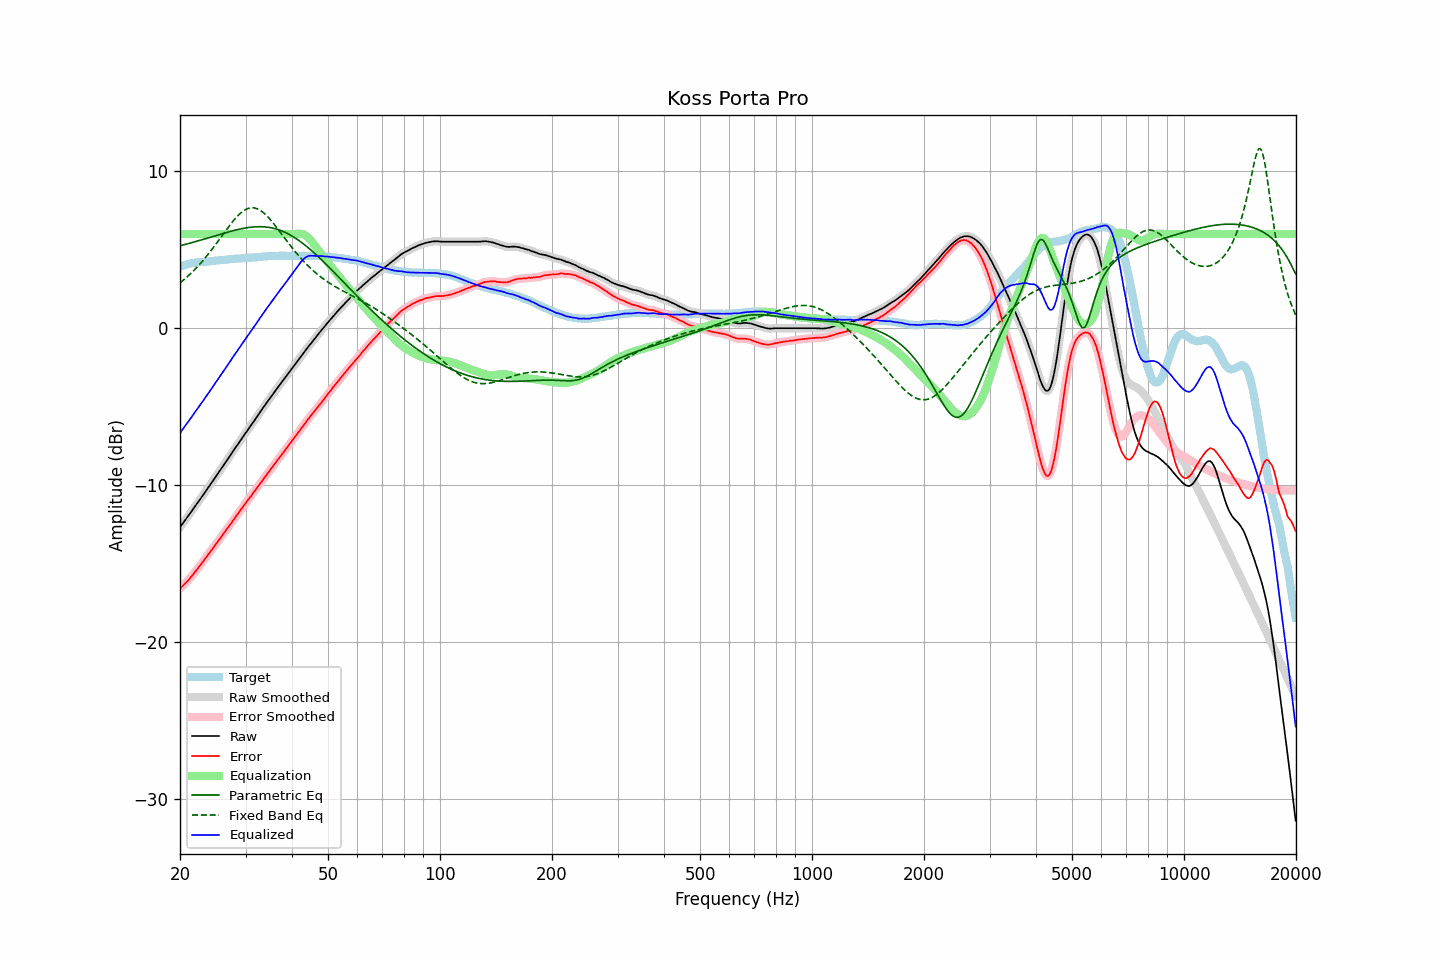 Koss Porta Pro
10
0
−10
−20
−30
Amplitude (dBr)
Target
Raw Smoothed
Error Smoothed
Raw
Error
Equalization
Parametric Eq
Fixed Band Eq
Equalized
20 50 100 200 500 1000 2000 5000 10000 20000
Frequency (Hz)